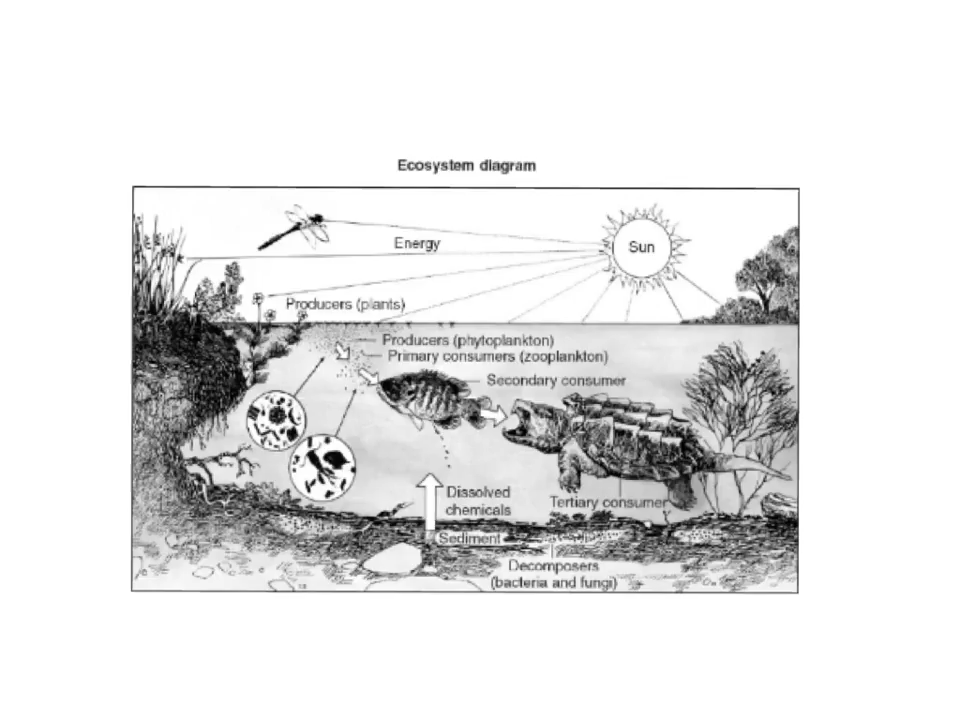 Ecosystem diagram
Sun
Energy
Producers (plants)
Producers (phytoplankton)
Primary consumers (zooplankton)
Secondary consumer
Dissolved
chemicals
Tertiary consumer
Sediment
Decomposers
(bacteria and fungi)